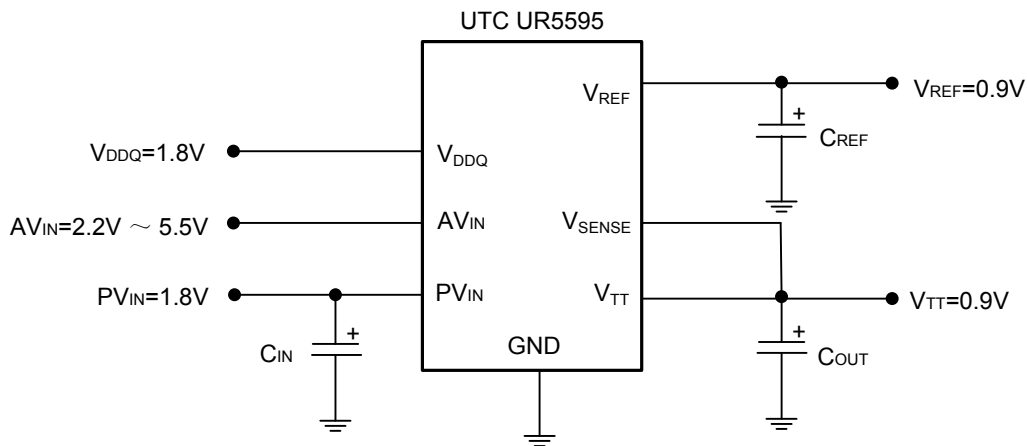 UTC UR5595
VREF
VREF=0.9V
+
CREF
VDDQ=1.8V
VDDQ
AVIN=2.2V ～ 5.5V
AVIN
VSENSE
PVIN=1.8V
PVIN
VTT
VTT=0.9V
+
CIN
GND
+
COUT